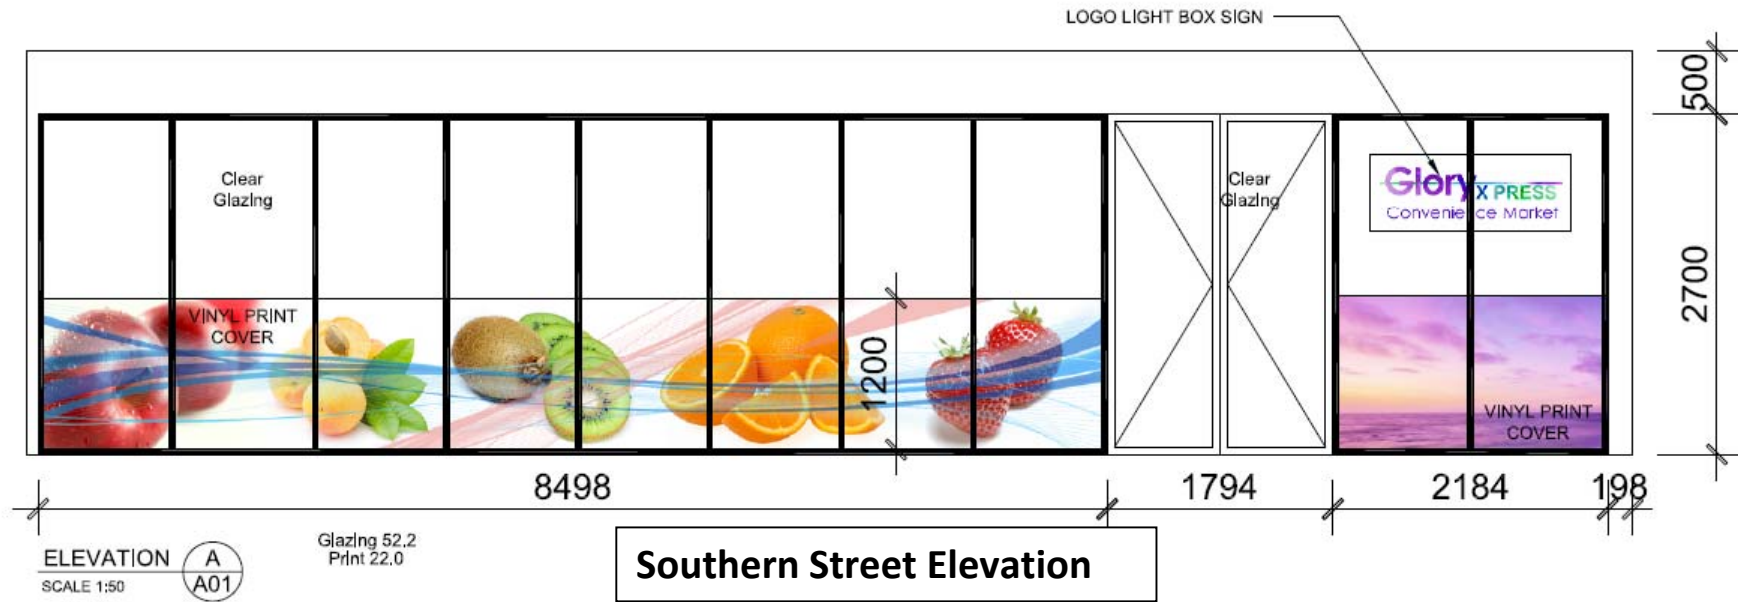 LOGO LIGHT BOX SIGN
500
Clear
Glazing
Clear
Glazing
Glory X PRESS
Convenience Market
2700
VINYL PRINT
COVER
1200
VINYL PRINT
COVER
8498
1794
2184
198
ELEVATION
SCALE 1:50
A
A01
Glazing 52.2
Print 22.0
Southern Street Elevation